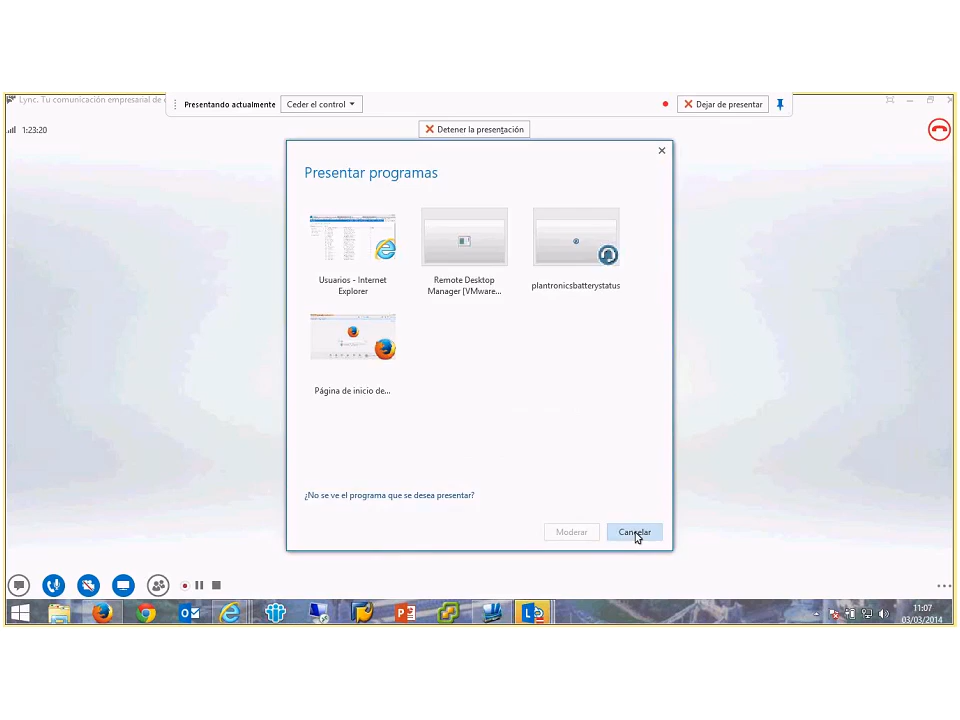 Lync. Tu comunicación empresarial de
Presentando actualmente
Ceder el control
Dejar de presentar
1:23:20
Detener la presentación
Presentar programas
Usuarios - Internet
Explorer
Remote Desktop
Manager [VMware...
plantronicsbatterystatus
Página de inicio de...
¿No se ve el programa que se desea presentar?
Moderar
Cancelar
11:07
03/03/2014